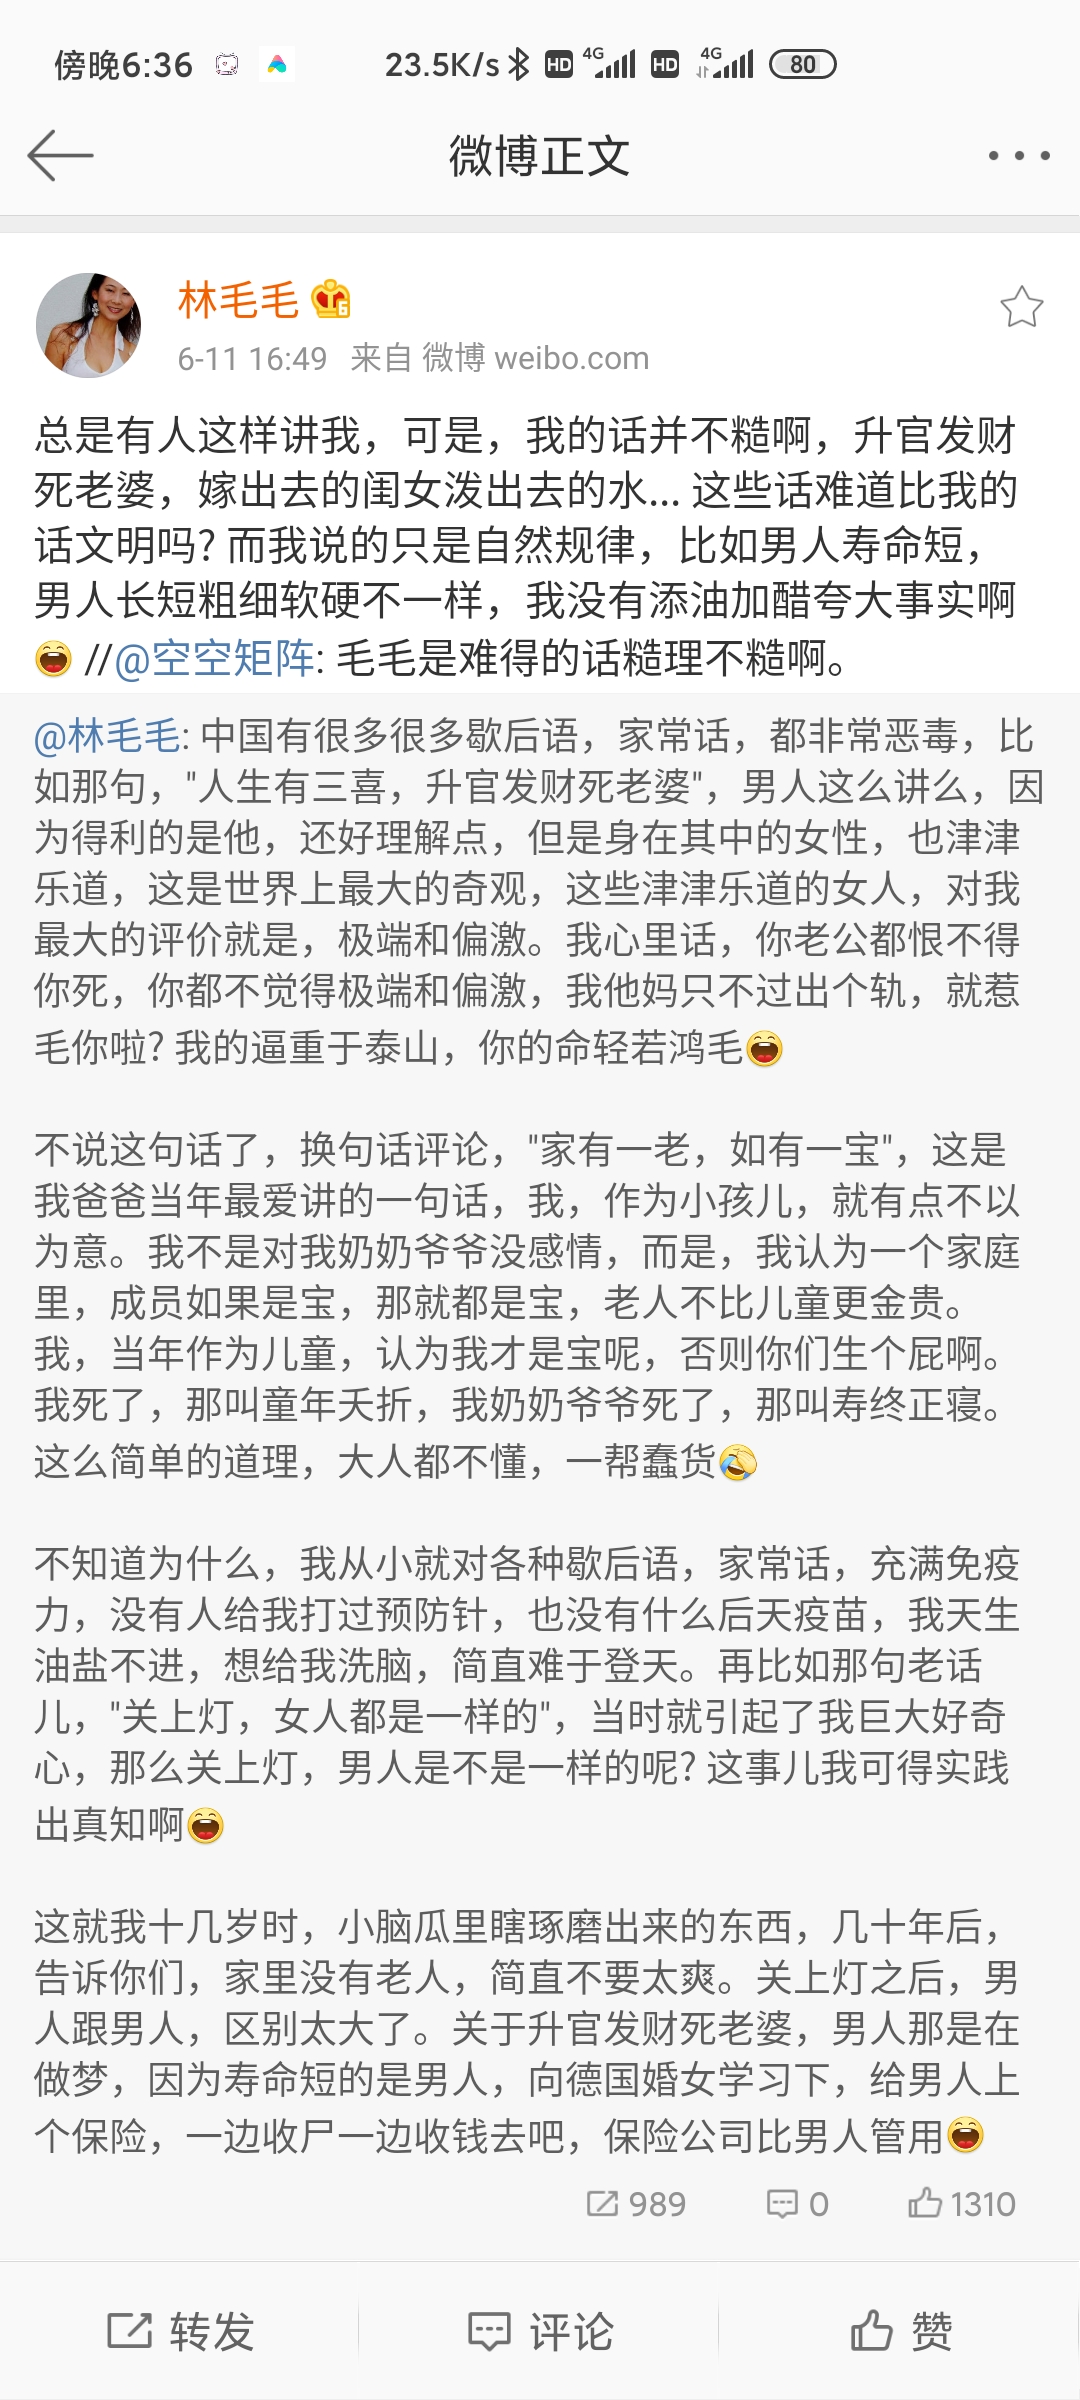 傍晚6:36 23.5K/s HD 4G HD 4G 80
微博正文
林毛毛 6
6-11 16:49 来自 微博 weibo.com
总是有人这样讲我，可是，我的话并不糙啊，升官发财
死老婆，嫁出去的闺女泼出去的水... 这些话难道比我的
话文明吗? 而我说的只是自然规律，比如男人寿命短，
男人长短粗细软硬不一样，我没有添油加醋夸大事实啊
😄 //@空空矩阵: 毛毛是难得的话糙理不糙啊。
@林毛毛: 中国有很多很多歇后语，家常话，都非常恶毒，比
如那句，"人生有三喜，升官发财死老婆"，男人这么讲么，因
为得利的是他，还好理解点，但是身在其中的女性，也津津
乐道，这是世界上最大的奇观，这些津津乐道的女人，对我
最大的评价就是，极端和偏激。我心里话，你老公都恨不得
你死，你都不觉得极端和偏激，我他妈只不过出个轨，就惹
毛你啦? 我的逼重于泰山，你的命轻若鸿毛😄
不说这句话了，换句话评论，"家有一老，如有一宝"，这是
我爸爸当年最爱讲的一句话，我，作为小孩儿，就有点不以
为意。我不是对我奶奶爷爷没感情，而是，我认为一个家庭
里，成员如果是宝，那就都是宝，老人不比儿童更金贵。
我，当年作为儿童，认为我才是宝呢，否则你们生个屁啊。
我死了，那叫童年夭折，我奶奶爷爷死了，那叫寿终正寝。
这么简单的道理，大人都不懂，一帮蠢货🤣
不知道为什么，我从小就对各种歇后语，家常话，充满免疫
力，没有人给我打过预防针，也没有什么后天疫苗，我天生
油盐不进，想给我洗脑，简直难于登天。再比如那句老话
儿，"关上灯，女人都是一样的"，当时就引起了我巨大好奇
心，那么关上灯，男人是不是一样的呢? 这事儿我可得实践
出真知啊😄
这就我十几岁时，小脑瓜里瞎琢磨出来的东西，几十年后，
告诉你们，家里没有老人，简直不要太爽。关上灯之后，男
人跟男人，区别太大了。关于升官发财死老婆，男人那是在
做梦，因为寿命短的是男人，向德国婚女学习下，给男人上
个保险，一边收尸一边收钱去吧，保险公司比男人管用😄
989 0 1310
转发 评论 赞